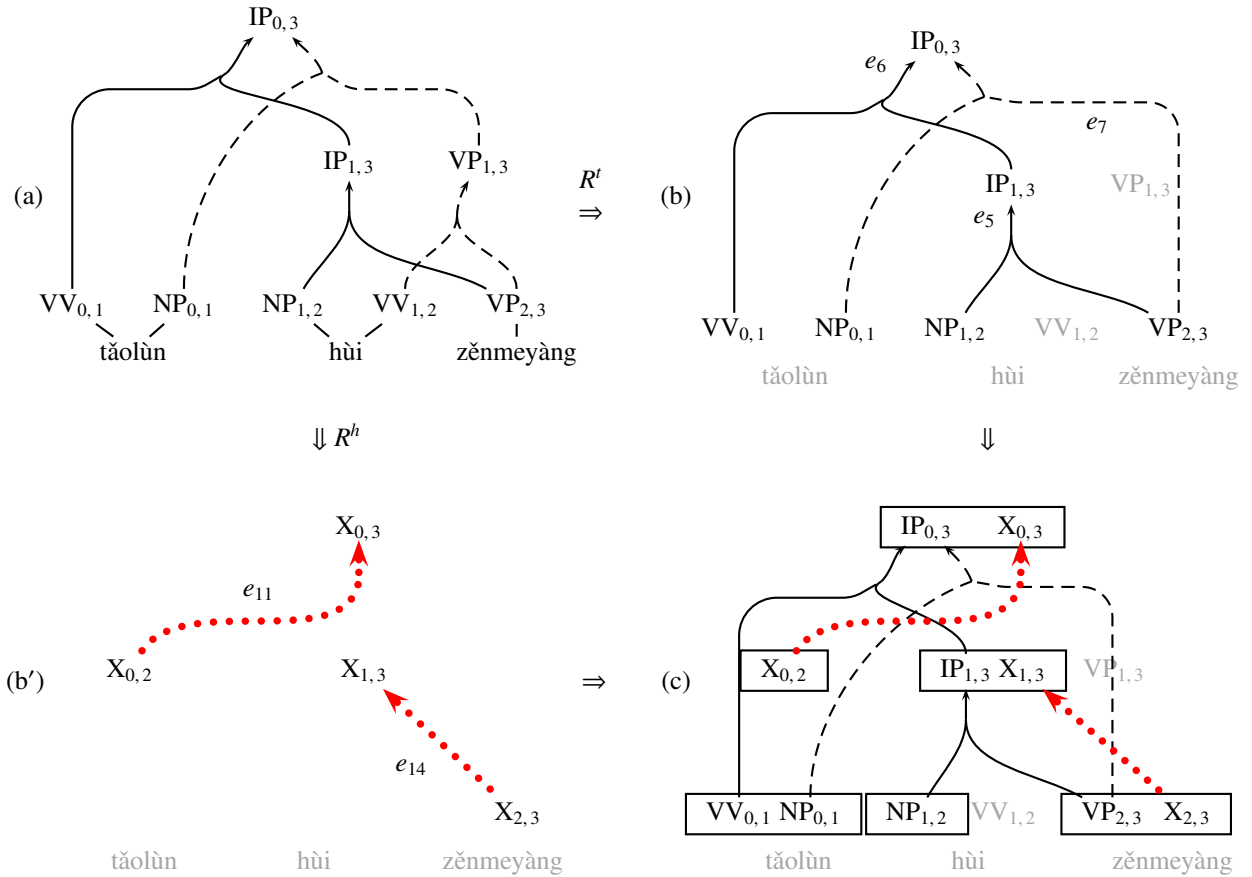 IP0, 3
IP1, 3 VP1, 3
(a)
VV0, 1 NP0, 1 NP1, 2 VV1, 2 VP2, 3
tǎolùn hùi zěnmeyàng
R^t
⇒
IP0, 3
e6
e7
IP1, 3 VP1, 3
(b)
e5
VV0, 1 NP0, 1 NP1, 2 VV1, 2 VP2, 3
tǎolùn hùi zěnmeyàng
⇓ R^h
⇓
X0, 3
e11
X0, 2 X1, 3
(b′)
e14
X2, 3
tǎolùn hùi zěnmeyàng
⇒
IP0, 3 X0, 3
X0, 2 IP1, 3 X1, 3 VP1, 3
(c)
VV0, 1 NP0, 1 NP1, 2 VV1, 2 VP2, 3 X2, 3
tǎolùn hùi zěnmeyàng